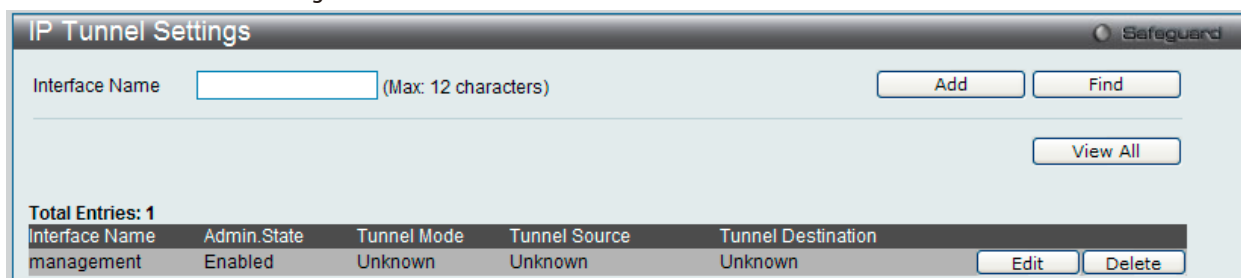 IP Tunnel Settings Safeguard
Interface Name (Max: 12 characters) Add Find
View All
Total Entries: 1
Interface Name Admin.State Tunnel Mode Tunnel Source Tunnel Destination
management Enabled Unknown Unknown Unknown Edit Delete